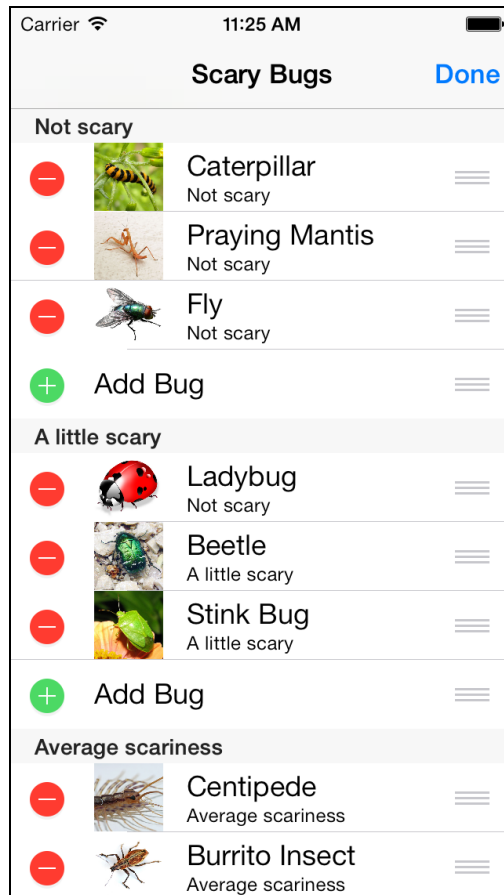 Carrier 11:25 AM
Scary Bugs Done
Not scary
Caterpillar
Not scary
Praying Mantis
Not scary
Fly
Not scary
Add Bug
A little scary
Ladybug
Not scary
Beetle
A little scary
Stink Bug
A little scary
Add Bug
Average scariness
Centipede
Average scariness
Burrito Insect
Average scariness